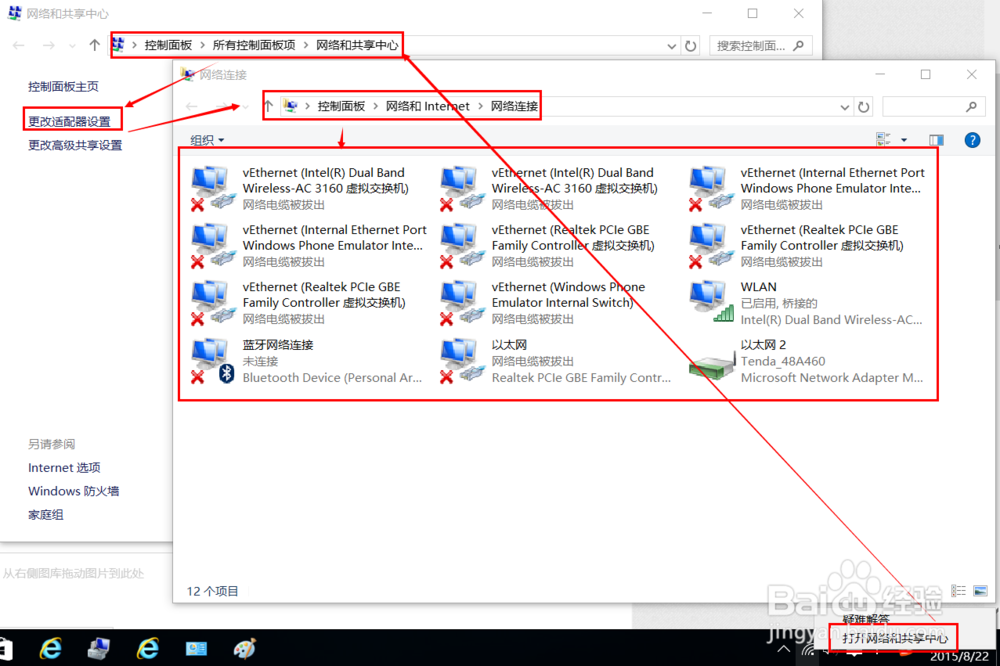 网络和共享中心
控制面板 所有控制面板项 网络和共享中心
搜索控制面...
控制面板主页
更改适配器设置
更改高级共享设置
另请参阅
Internet 选项
Windows 防火墙
家庭组
从右侧图库拖动图片到此处
网络连接
控制面板 网络和 Internet 网络连接
组织
vEthernet (Intel(R) Dual Band
Wireless-AC 3160 虚拟交换机)
网络电缆被拔出
vEthernet (Intel(R) Dual Band
Wireless-AC 3160 虚拟交换机)
网络电缆被拔出
vEthernet (Internal Ethernet Port
Windows Phone Emulator Inte...
网络电缆被拔出
vEthernet (Internal Ethernet Port
Windows Phone Emulator Inte...
网络电缆被拔出
vEthernet (Realtek PCIe GBE
Family Controller 虚拟交换机)
网络电缆被拔出
vEthernet (Realtek PCIe GBE
Family Controller 虚拟交换机)
网络电缆被拔出
vEthernet (Realtek PCIe GBE
Family Controller 虚拟交换机)
网络电缆被拔出
vEthernet (Windows Phone
Emulator Internal Switch)
网络电缆被拔出
WLAN
已启用, 桥接的
Intel(R) Dual Band Wireless-AC...
蓝牙网络连接
未连接
Bluetooth Device (Personal Ar...
以太网
网络电缆被拔出
Realtek PCIe GBE Family Contr...
以太网 2
Tenda_48A460
Microsoft Network Adapter M...
12 个项目
Baidu 经验
jingyan.baidu.com
疑难解答
打开网络和共享中心
2015/8/22